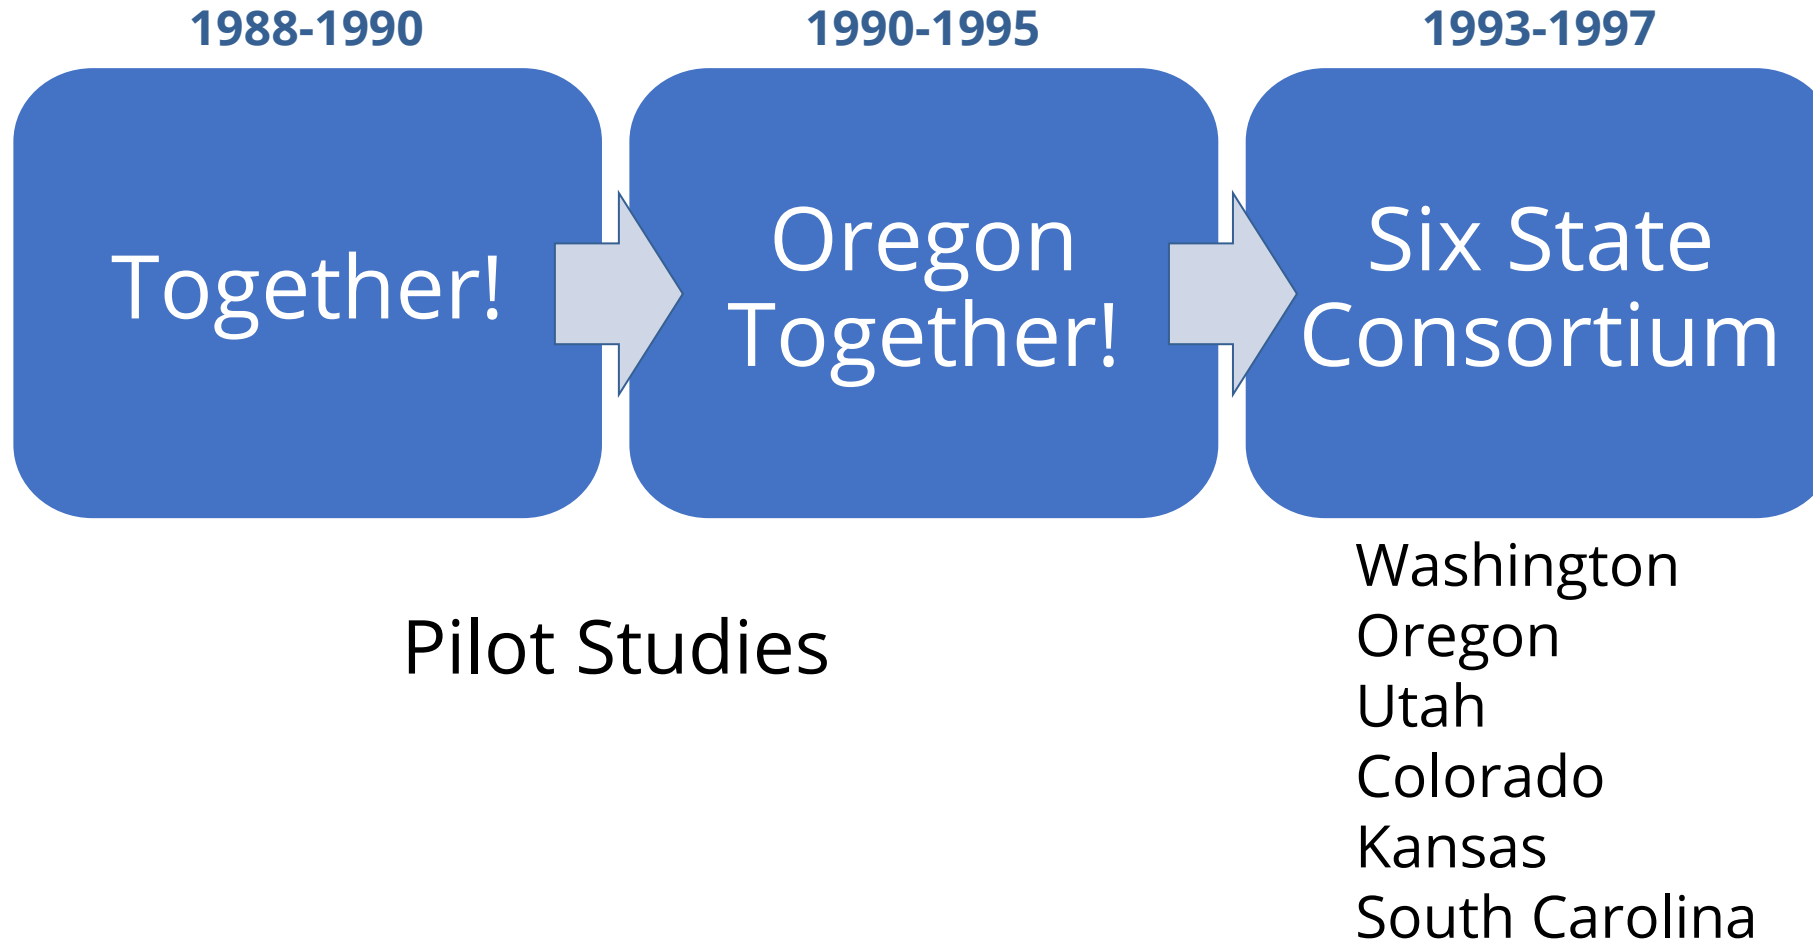 1988-1990
1990-1995
1993-1997
Together!
Oregon
Together!
Six State
Consortium
Pilot Studies
Washington
Oregon
Utah
Colorado
Kansas
South Carolina